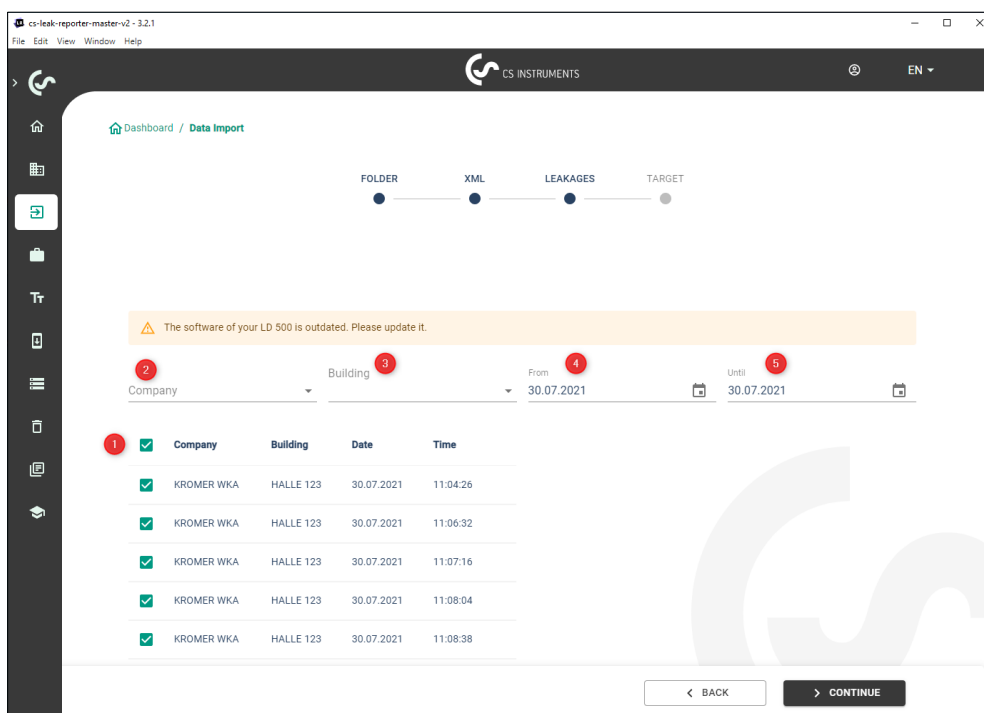 cs-leak-reporter-master-v2 - 3.2.1
File Edit View Window Help
CS INSTRUMENTS
EN
Dashboard / Data Import
FOLDER XML LEAKAGES TARGET
The software of your LD 500 is outdated. Please update it.
2 3 4 5
Company Building From 30.07.2021 Until 30.07.2021
1 Company Building Date Time
KROMER WKA HALLE 123 30.07.2021 11:04:26
KROMER WKA HALLE 123 30.07.2021 11:06:32
KROMER WKA HALLE 123 30.07.2021 11:07:16
KROMER WKA HALLE 123 30.07.2021 11:08:04
KROMER WKA HALLE 123 30.07.2021 11:08:38
BACK CONTINUE